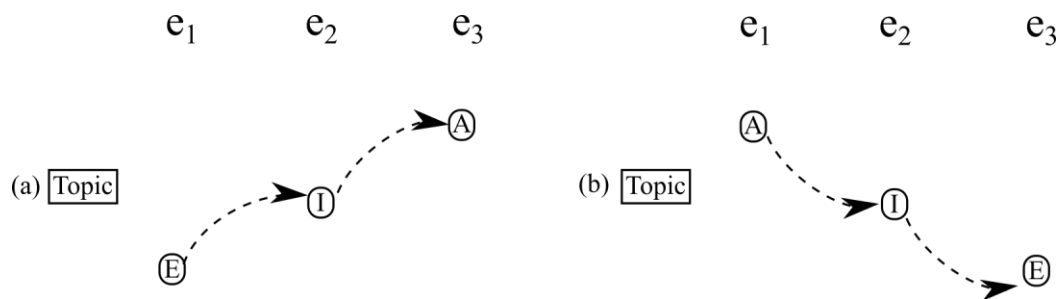 e₁ e₂ e₃ e₁ e₂ e₃
A A
(a) Topic I (b) Topic I
E E